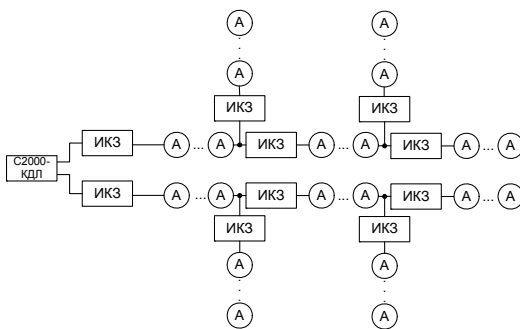 А А
А А
ИКЗ ИКЗ
ИКЗ А ... А ИКЗ А ... А ИКЗ А ... А
С2000-
КДЛ
ИКЗ А ... А ИКЗ А ... А ИКЗ А ... А
ИКЗ ИКЗ
А А
А А